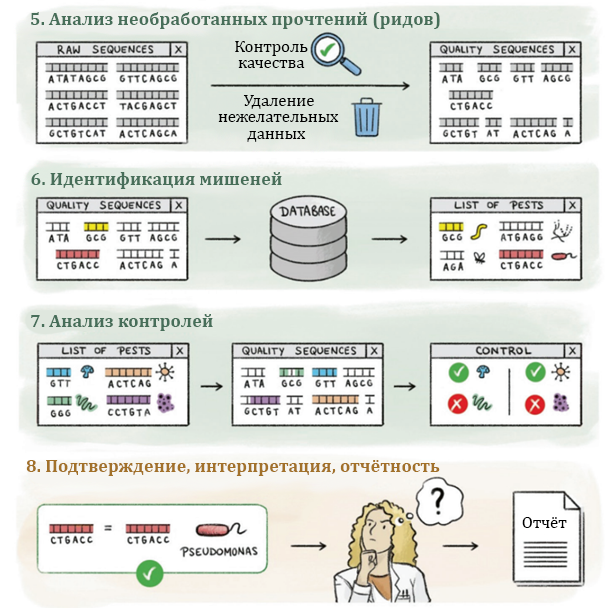 5. Анализ необработанных прочтений (ридов)
RAW SEQUENCES X
ATATAGCG GTTCAGCG
ACTGACCT TACGAGCT
GCTGTCAT ACTCAGCA
Контроль
качества
Удаление
нежелательных
данных
QUALITY SEQUENCES X
ATA GCG GTT AGCG
CTGACC
GCTGT AT ACTCAG A
6. Идентификация мишеней
QUALITY SEQUENCES X
ATA GCG GTT AGCG
CTGACC ACTCAG A
DATABASE
LIST OF PESTS X
GCG ATGAGG
AGA CTGACC
7. Анализ контролей
LIST OF PESTS X
GTT ACTCAG
GGG CCTGTA
QUALITY SEQUENCES X
ATA GCG GTT AGCG
GCTGT AT ACTCAG A
CONTROL X
8. Подтверждение, интерпретация, отчётность
CTGACC = CTGACC
PSEUDOMONAS
?
Отчёт